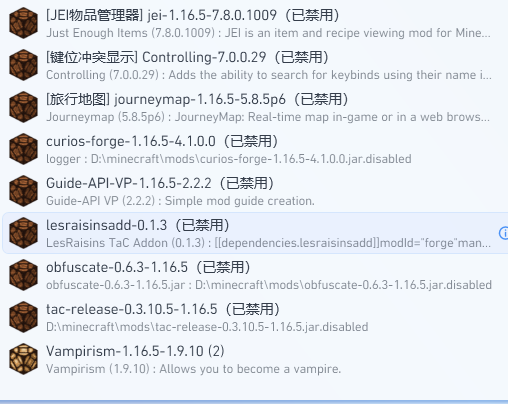 [JEI物品管理器] jei-1.16.5-7.8.0.1009（已禁用）
Just Enough Items (7.8.0.1009) : JEI is an item and recipe viewing mod for Mine...
[键位冲突显示] Controlling-7.0.0.29（已禁用）
Controlling (7.0.0.29) : Adds the ability to search for keybinds using their name i...
[旅行地图] journeymap-1.16.5-5.8.5p6（已禁用）
Journeymap (5.8.5p6) : JourneyMap: Real-time map in-game or in a web brows...
curios-forge-1.16.5-4.1.0.0（已禁用）
logger : D:\minecraft\mods\curios-forge-1.16.5-4.1.0.0.jar.disabled
Guide-API-VP-1.16.5-2.2.2（已禁用）
Guide-API VP (2.2.2) : Simple mod guide creation.
lesraisinsadd-0.1.3（已禁用）
LesRaisins TaC Addon (0.1.3) : [[dependencies.lesraisinsadd]]modId="forge"man...
obfuscate-0.6.3-1.16.5（已禁用）
obfuscate-0.6.3-1.16.5.jar : D:\minecraft\mods\obfuscate-0.6.3-1.16.5.jar.disabled
tac-release-0.3.10.5-1.16.5（已禁用）
D:\minecraft\mods\tac-release-0.3.10.5-1.16.5.jar.disabled
Vampirism-1.16.5-1.9.10 (2)
Vampirism (1.9.10) : Allows you to become a vampire.